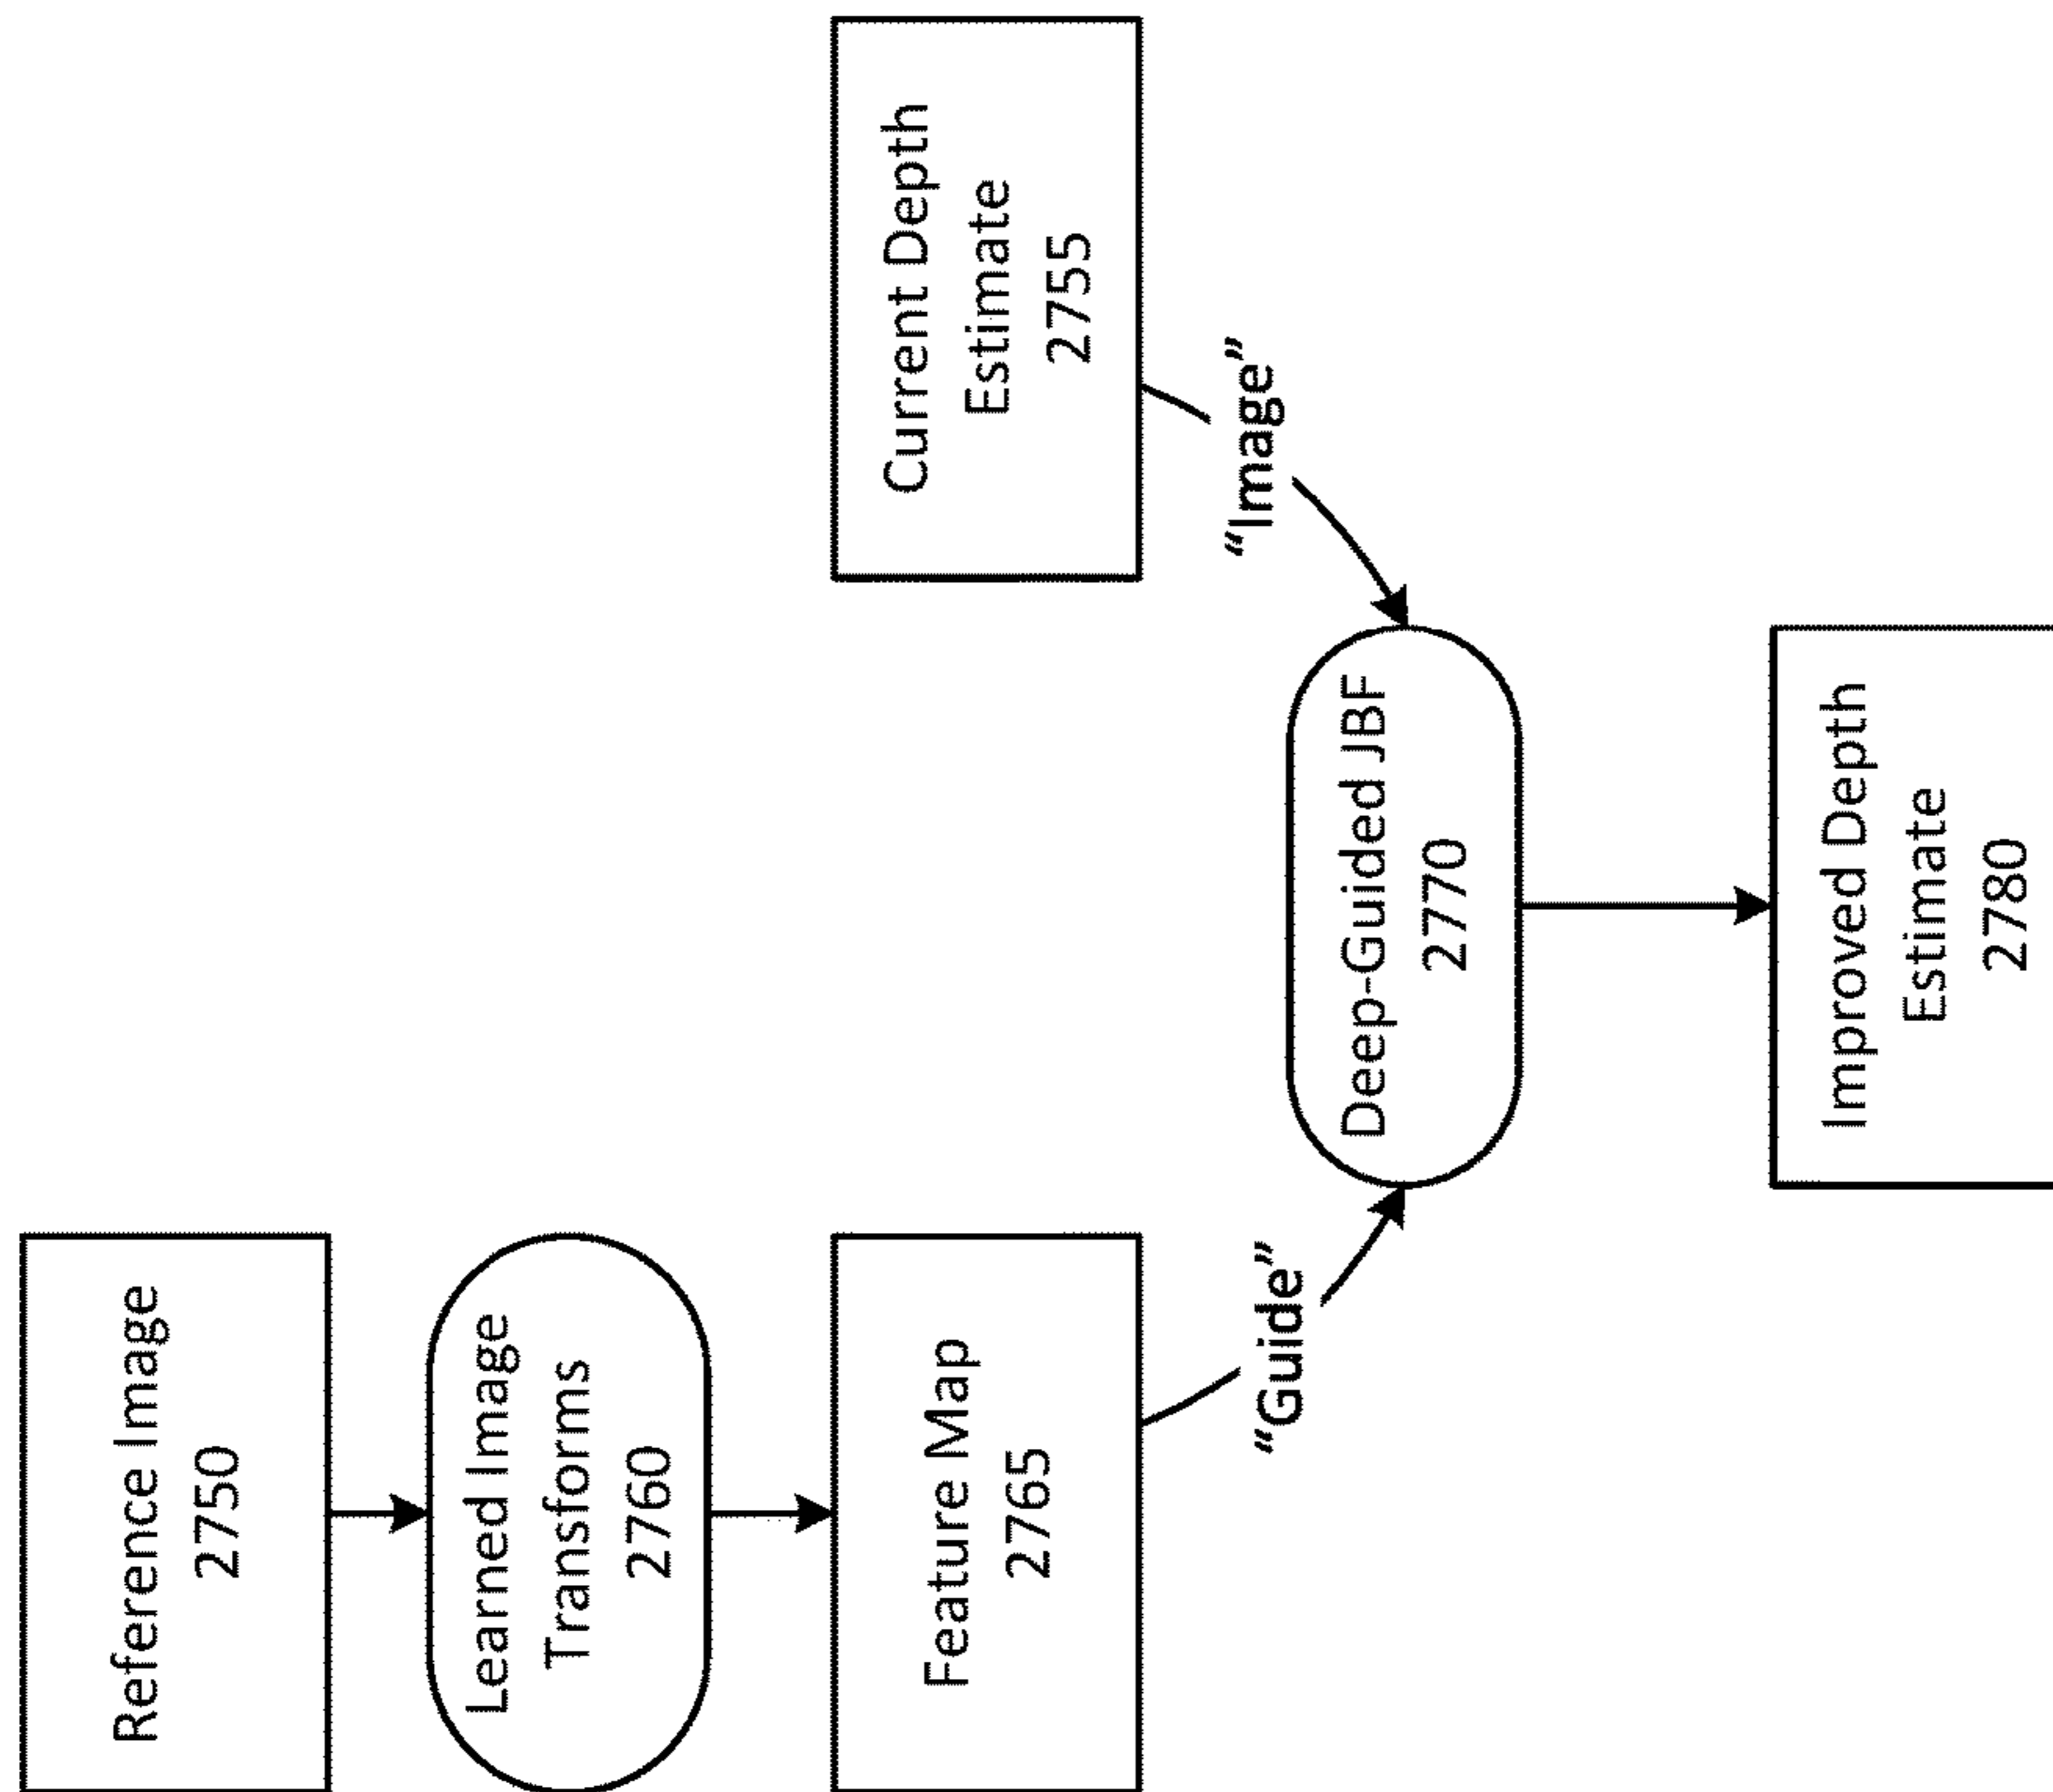 Reference Image
2750
Learned Image
Transforms
2760
Feature Map
2765
Current Depth
Estimate
2755
“Guide”
“Image”
Deep-Guided JBF
2770
Improved Depth
Estimate
2780